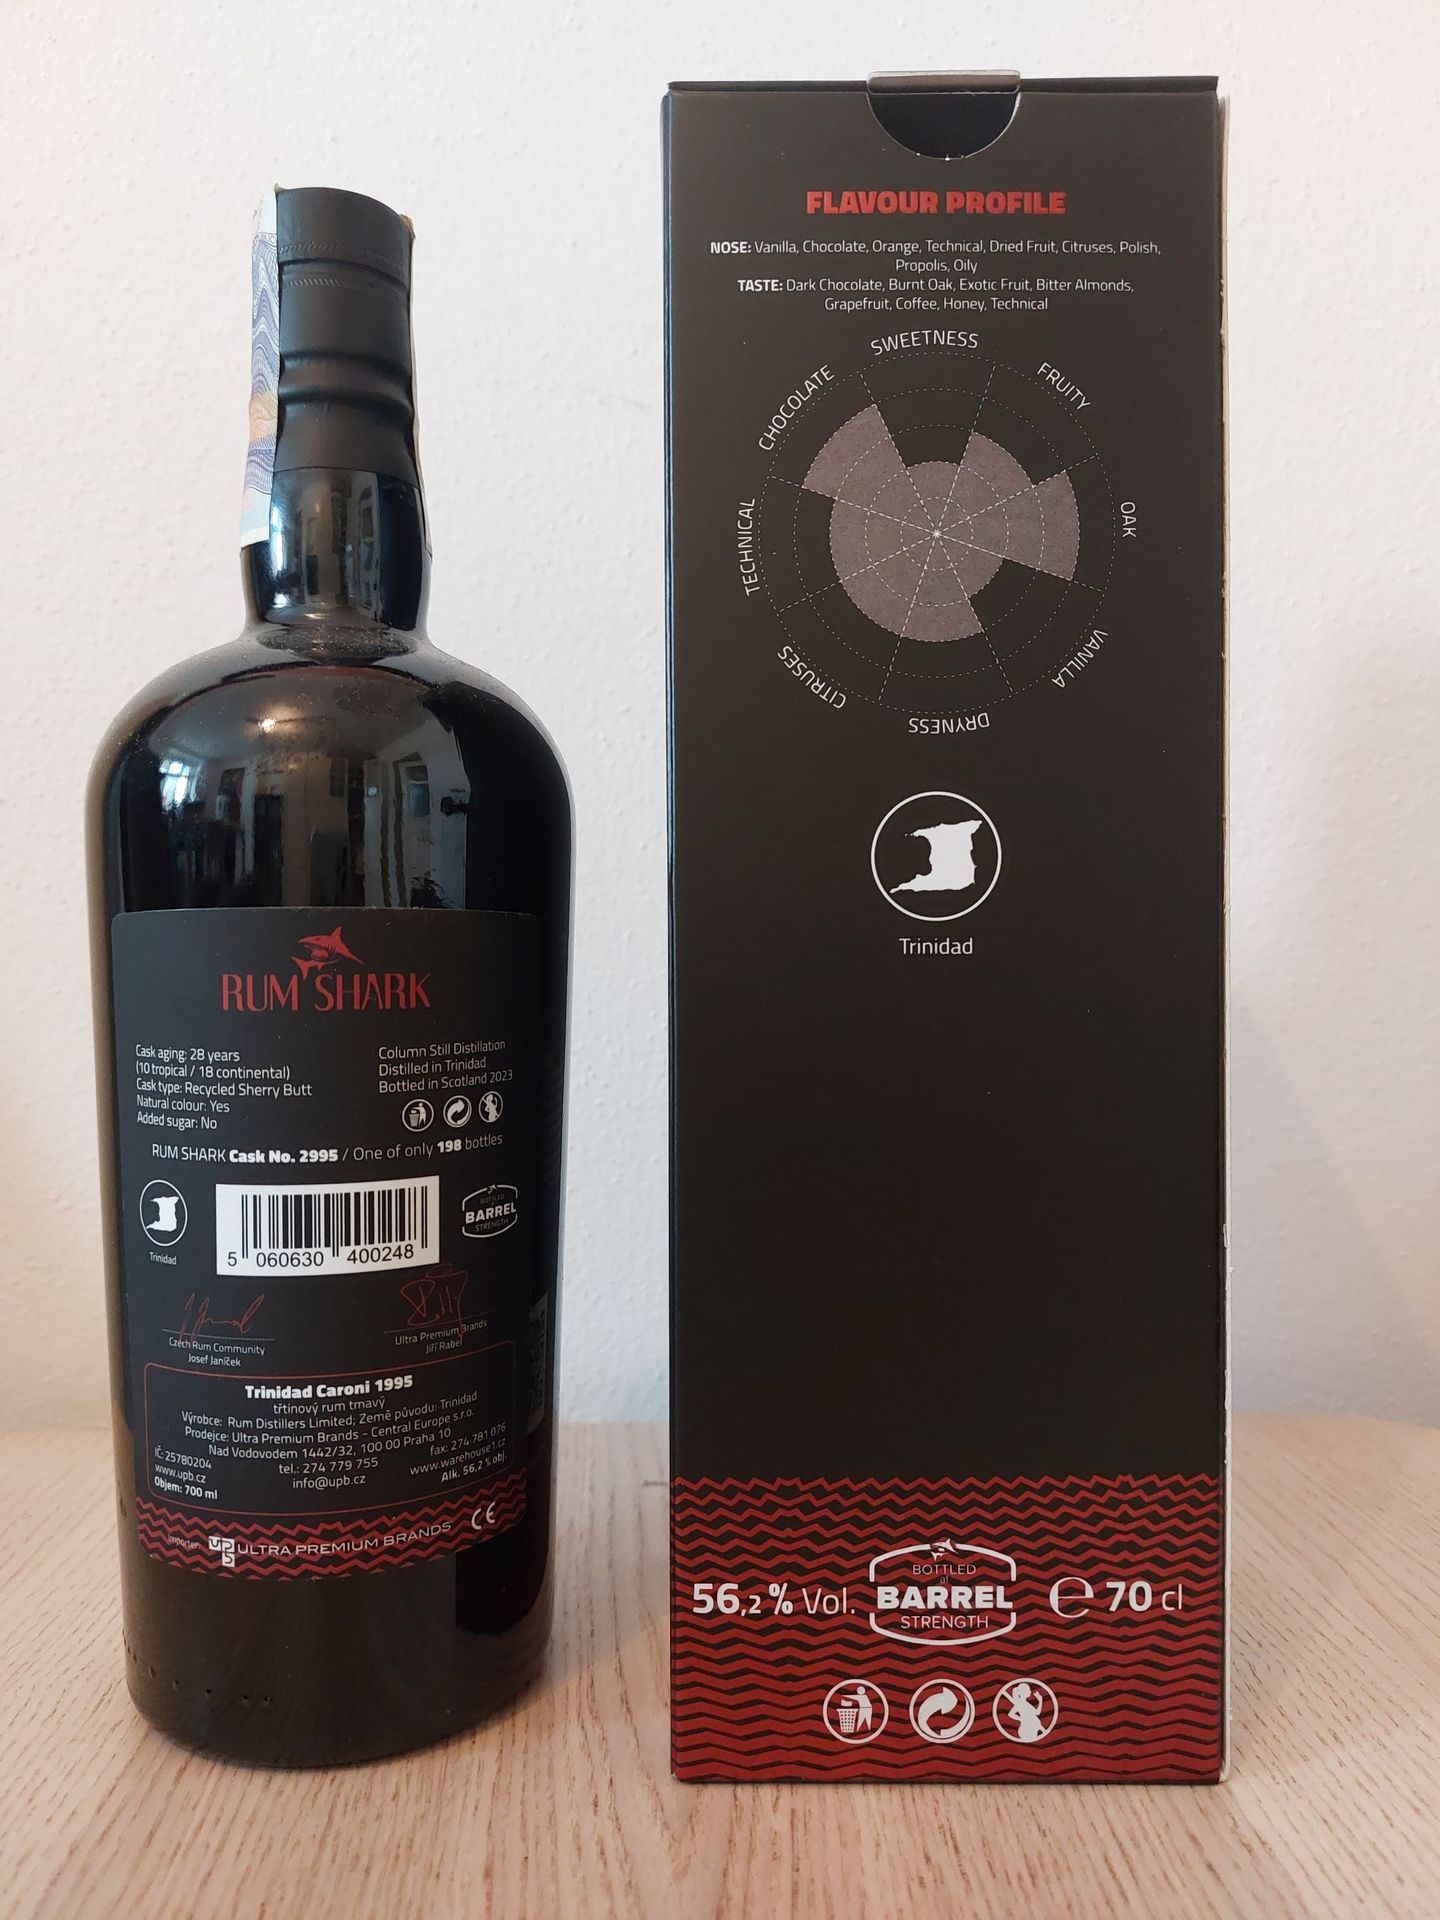 RUM SHARK
Cask aging: 28 years
(10 tropical / 18 continental)
Cask type: Recycled Sherry Butt
Natural colour: Yes
Added sugar: No
Column Still Distillation
Distilled in Trinidad
Bottled in Scotland 2023
RUM SHARK Cask No. 2995 / One of only 198 bottles
Trinidad
5 060630 400248
BOTTLED
at
BARREL
STRENGTH
Czech Rum Community
Josef Janíček
Ultra Premium Brands
Jiří Rabel
Trinidad Caroni 1995
třtinový rum tmavý
Výrobce: Rum Distillers Limited; Země původu: Trinidad
Prodejce: Ultra Premium Brands - Central Europe s.r.o.
Nad Vodovodem 1442/32, 100 00 Praha 10
IČ: 25780204
tel.: 274 779 755
fax: 274 781 076
www.upb.cz
info@upb.cz
www.warehouse1.cz
Objem: 700 ml
Alk. 56,2 % obj.
Importer:
UPB
ULTRA PREMIUM BRANDS
CE
FLAVOUR PROFILE
NOSE: Vanilla, Chocolate, Orange, Technical, Dried Fruit, Citruses, Polish,
Propolis, Oily
TASTE: Dark Chocolate, Burnt Oak, Exotic Fruit, Bitter Almonds,
Grapefruit, Coffee, Honey, Technical
SWEETNESS
FRUITY
OAK
VANILLA
DRYNESS
CITRUSES
TECHNICAL
CHOCOLATE
Trinidad
56,2 % Vol.
BOTTLED
at
BARREL
STRENGTH
℮ 70 cl